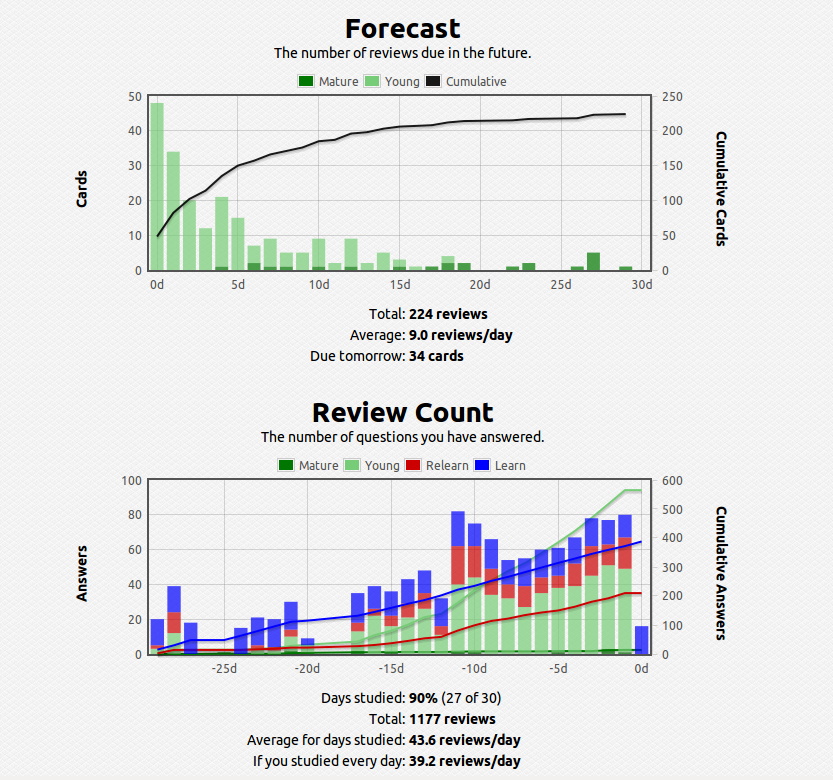 Forecast
The number of reviews due in the future.
Mature Young Cumulative
50 250
40 200
30 150
20 100
10 50
0 0
Cards
Cumulative Cards
0d 5d 10d 15d 20d 25d 30d
Total: 224 reviews
Average: 9.0 reviews/day
Due tomorrow: 34 cards
Review Count
The number of questions you have answered.
Mature Young Relearn Learn
100 600
80 500
60 400
40 300
20 200
0 100
0
Answers
Cumulative Answers
-25d -20d -15d -10d -5d 0d
Days studied: 90% (27 of 30)
Total: 1177 reviews
Average for days studied: 43.6 reviews/day
If you studied every day: 39.2 reviews/day